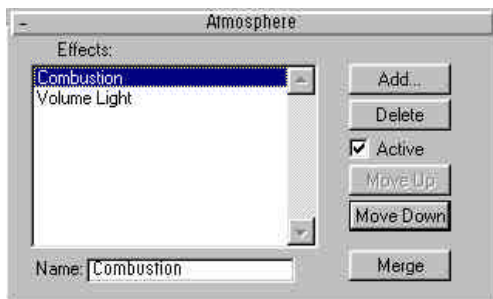 Atmosphere
Effects:
Combustion
Volume Light
Add...
Delete
Active
Move Up
Move Down
Name: Combustion
Merge